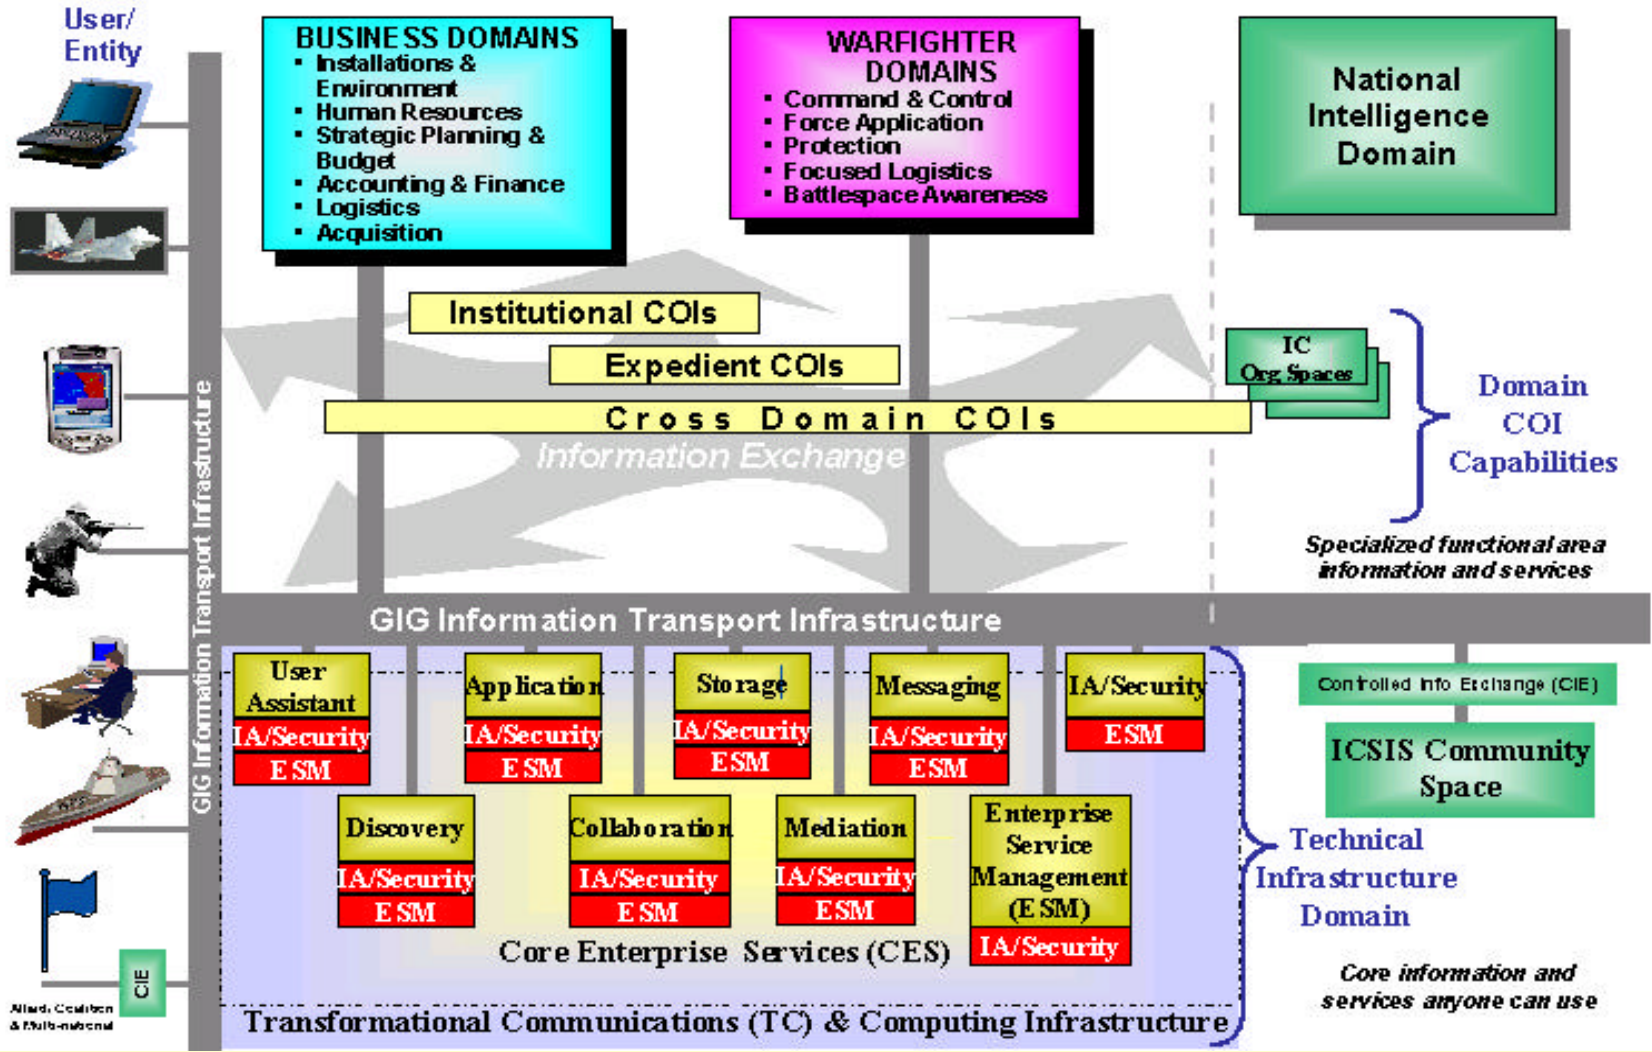 User/
Entity
BUSINESS DOMAINS
▪ Installations &
Environment
▪ Human Resources
▪ Strategic Planning &
Budget
▪ Accounting & Finance
▪ Logistics
▪ Acquisition
WARFIGHTER
DOMAINS
▪ Command & Control
▪ Force Application
▪ Protection
▪ Focused Logistics
▪ Battlespace Awareness
National
Intelligence
Domain
Institutional COIs
Expedient COIs
Cross Domain COIs
Information Exchange
IC
Org Spaces
Domain
COI
Capabilities
Specialized functional area
information and services
GIG Information Transport Infrastructure
GIG Information Transport Infrastructure
User
Assistant
IA/Security
ESM
Application
IA/Security
ESM
Storage
IA/Security
ESM
Messaging
IA/Security
ESM
IA/Security
ESM
Discovery
IA/Security
ESM
Collaboration
IA/Security
ESM
Mediation
IA/Security
ESM
Enterprise
Service
Management
(ESM)
IA/Security
Core Enterprise Services (CES)
Transformational Communications (TC) & Computing Infrastructure
Controlled Info Exchange (CIE)
ICSIS Community
Space
Technical
Infrastructure
Domain
Core information and
services anyone can use
CIE
Allied, Coalition
& Multi-national